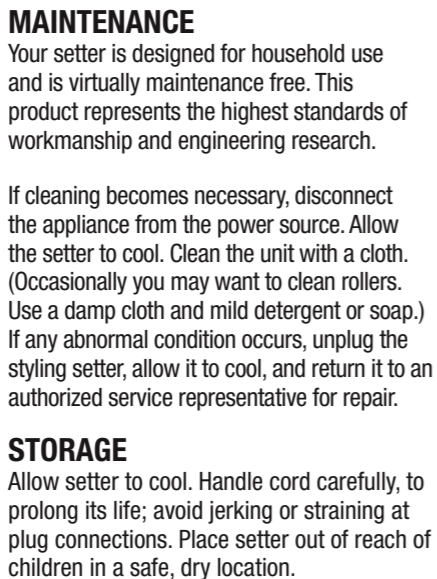 MAINTENANCE
Your setter is designed for household use
and is virtually maintenance free. This
product represents the highest standards of
workmanship and engineering research.
If cleaning becomes necessary, disconnect
the appliance from the power source. Allow
the setter to cool. Clean the unit with a cloth.
(Occasionally you may want to clean rollers.
Use a damp cloth and mild detergent or soap.)
If any abnormal condition occurs, unplug the
styling setter, allow it to cool, and return it to an
authorized service representative for repair.
STORAGE
Allow setter to cool. Handle cord carefully, to
prolong its life; avoid jerking or straining at
plug connections. Place setter out of reach of
children in a safe, dry location.